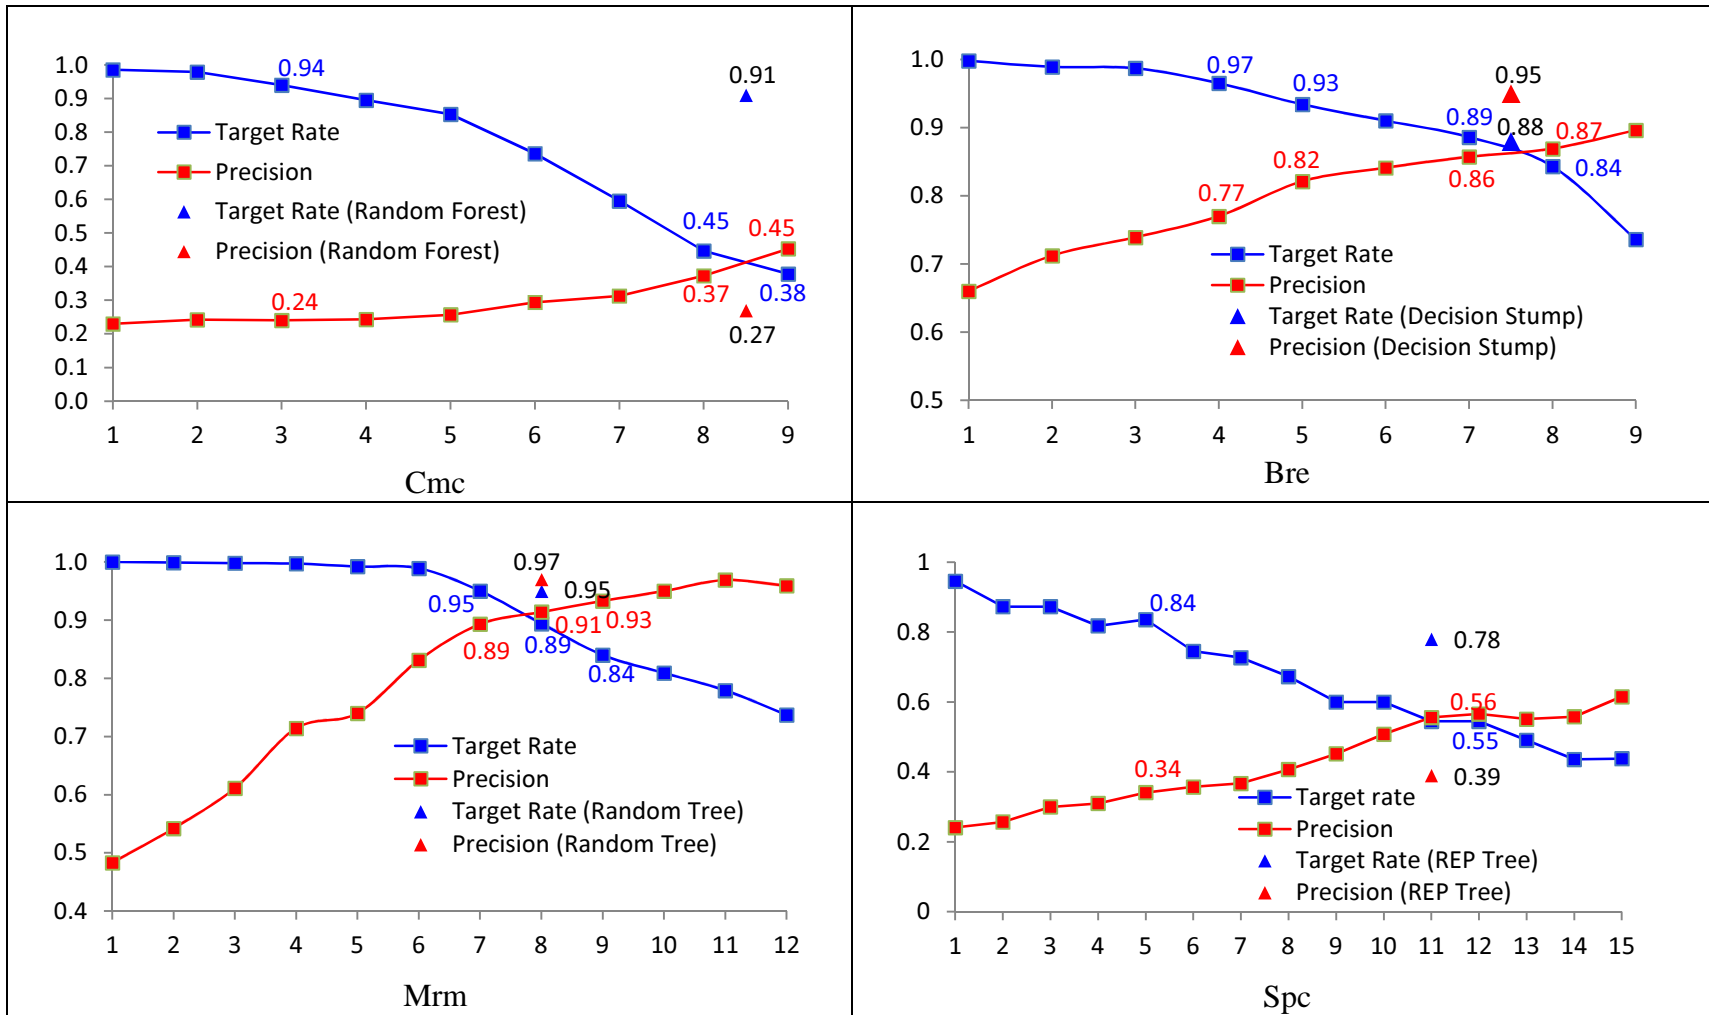 1.0
0.9
0.8
0.7
0.6
0.5
0.4
0.3
0.2
0.1
0.0
0.94
0.91
Target Rate
Precision
Target Rate (Random Forest)
Precision (Random Forest)
0.45
0.45
0.24
0.37
0.38
0.27
1 2 3 4 5 6 7 8 9
Cmc
1.0
0.9
0.8
0.7
0.6
0.5
0.97
0.93
0.95
0.89
0.88
0.87
0.82
0.86
0.84
0.77
Target Rate
Precision
Target Rate (Decision Stump)
Precision (Decision Stump)
1 2 3 4 5 6 7 8 9
Bre
1.0
0.9
0.8
0.7
0.6
0.5
0.4
0.97
0.95
0.95
0.91
0.93
0.89
0.89
0.84
Target Rate
Precision
Target Rate (Random Tree)
Precision (Random Tree)
1 2 3 4 5 6 7 8 9 10 11 12
Mrm
1
0.8
0.6
0.4
0.2
0
0.84
0.78
0.56
0.55
0.34
0.39
Target rate
Precision
Target Rate (REP Tree)
Precision (REP Tree)
1 2 3 4 5 6 7 8 9 10 11 12 13 14 15
Spc